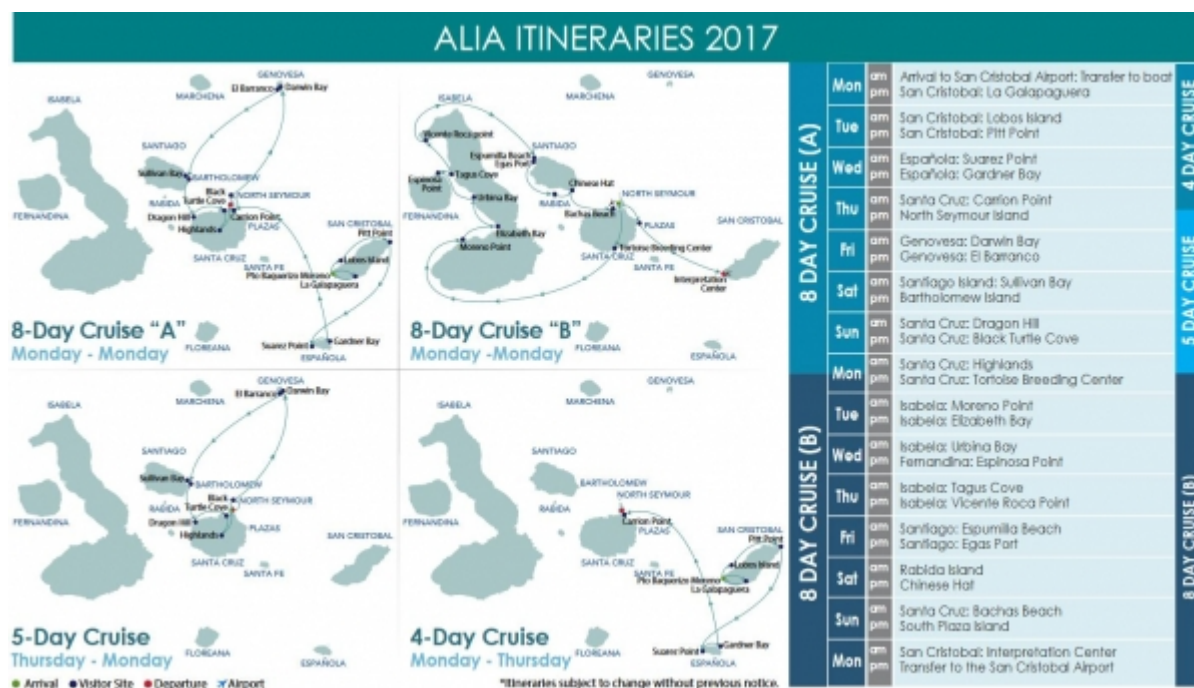 ALIA ITINERARIES 2017
GENOVESA
El Barranco Darwin Bay
MARCHENA
ISABELA
SANTIAGO
Sullivan Bay
BARTHOLOMEW
Black
Turtle Cove
NORTH SEYMOUR
RABIDA
Dragon Hill
Carrion Point
PLAZAS
Highlands
FERNANDINA
SAN CRISTOBAL
Pitt Point
SANTA CRUZ
SANTA FE
Lobos Island
Pto Baquerizo Moreno
La Galapaguera
8-Day Cruise “A”
Monday - Monday
FLOREANA
Suarez Point
Gardner Bay
ESPAÑOLA
GENOVESA
MARCHENA
ISABELA
Vicente Roca point
SANTIAGO
Espumilla Beach
Egas Port
Espinosa
Point
Tagus Cove
Chinese Hat
Urbina Bay
RABIDA
NORTH SEYMOUR
Bachas Beach
PLAZAS
FERNANDINA
Elizabeth Bay
Moreno Point
SAN CRISTOBAL
Tortoise Breeding Center
SANTA CRUZ
SANTA FE
Interpretation
Center
8-Day Cruise “B”
Monday -Monday
FLOREANA
ESPAÑOLA
GENOVESA
El Barranco Darwin Bay
MARCHENA
ISABELA
SANTIAGO
Sullivan Bay
BARTHOLOMEW
Black
Turtle Cove
NORTH SEYMOUR
RABIDA
Dragon Hill
PLAZAS
Highlands
FERNANDINA
SAN CRISTOBAL
SANTA CRUZ
SANTA FE
5-Day Cruise
Thursday - Monday
FLOREANA
ESPAÑOLA
GENOVESA
MARCHENA
ISABELA
SANTIAGO
BARTHOLOMEW
NORTH SEYMOUR
RABIDA
Carrion Point
PLAZAS
FERNANDINA
SAN CRISTOBAL
Pitt Point
SANTA CRUZ
SANTA FE
Lobos Island
Pto Baquerizo Moreno
La Galapaguera
4-Day Cruise
Monday - Thursday
FLOREANA
Suarez Point
Gardner Bay
ESPAÑOLA
Arrival Visitor Site Departure Airport
*Itineraries subject to change without previous notice.
8 DAY CRUISE (A)
Mon
am Arrival to San Cristobal Airport: Transfer to boat
pm San Cristobal: La Galapaguera
Tue
am San Cristobal: Lobos Island
pm San Cristobal: Pitt Point
Wed
am Española: Suarez Point
pm Española: Gardner Bay
Thu
am Santa Cruz: Carrion Point
pm North Seymour Island
Fri
am Genovesa: Darwin Bay
pm Genovesa: El Barranco
Sat
am Santiago Island: Sullivan Bay
pm Bartholomew Island
Sun
am Santa Cruz: Dragon Hill
pm Santa Cruz: Black Turtle Cove
8 DAY CRUISE (B)
Mon
am Santa Cruz: Highlands
pm Santa Cruz: Tortoise Breeding Center
Tue
am Isabela: Moreno Point
pm Isabela: Elizabeth Bay
Wed
am Isabela: Urbina Bay
pm Fernandina: Espinosa Point
Thu
am Isabela: Tagus Cove
pm Isabela: Vicente Roca Point
Fri
am Santiago: Espumilla Beach
pm Santiago: Egas Port
Sat
am Rabida Island
pm Chinese Hat
Sun
am Santa Cruz: Bachas Beach
pm South Plaza Island
Mon
am San Cristobal: Interpretation Center
pm Transfer to the San Cristobal Airport
4 DAY CRUISE
5 DAY CRUISE
8 DAY CRUISE (B)